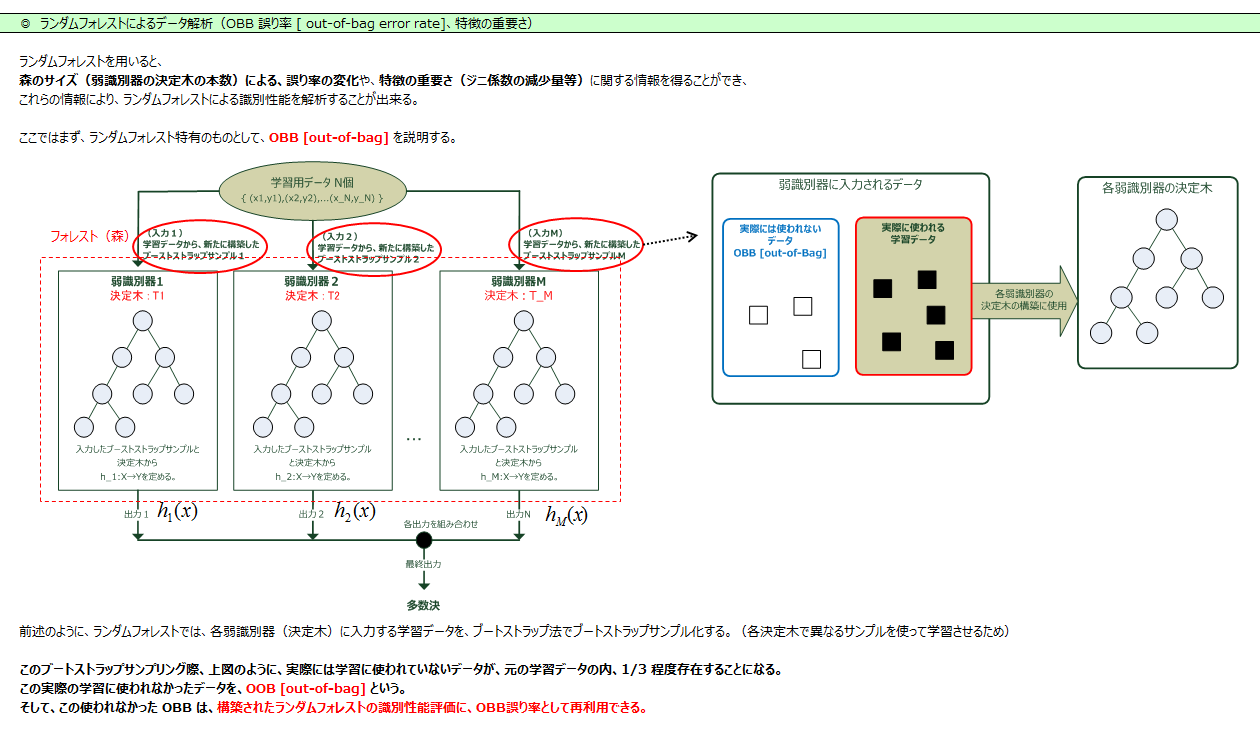 ◎ ランダムフォレストによるデータ解析（OBB 誤り率 [ out-of-bag error rate]、特徴の重要さ）
ランダムフォレストを用いると、
森のサイズ（弱識別器の決定木の本数）による、誤り率の変化や、特徴の重要さ（ジニ係数の減少量等）に関する情報を得ることができ、
これらの情報により、ランダムフォレストによる識別性能を解析することが出来る。
ここではまず、ランダムフォレスト特有のものとして、OBB [out-of-bag] を説明する。
学習用データ N個
{ (x1,y1),(x2,y2),...(x_N,y_N) }
フォレスト（森）
（入力１）
学習データから、新たに構築した
ブーストストラップサンプル１
（入力２）
学習データから、新たに構築した
ブーストストラップサンプル２
（入力M）
学習データから、新たに構築した
ブーストストラップサンプルM
弱識別器1
決定木：T1
入力したブーストストラップサンプルと
決定木から
h_1:X→Yを定める。
弱識別器２
決定木：T2
入力したブーストストラップサンプル
と決定木から
h_2:X→Yを定める。
…
弱識別器M
決定木：T_M
入力したブーストストラップサンプル
と決定木から
h_M:X→Yを定める。
出力１ h_1(x)
出力２ h_2(x)
出力N h_M(x)
各出力を組み合わせ
最終出力
多数決
弱識別器に入力されるデータ
実際には使われない
データ
OBB [out-of-Bag]
実際に使われる
学習データ
各弱識別器の
決定木の構築に使用
各弱識別器の決定木
前述のように、ランダムフォレストでは、各弱識別器（決定木）に入力する学習データを、ブートストラップ法でブートストラップサンプル化する。（各決定木で異なるサンプルを使って学習させるため）
このブートストラップサンプリング際、上図のように、実際には学習に使われていないデータが、元の学習データの内、1/3 程度存在することになる。
この実際の学習に使われなかったデータを、OOB [out-of-bag] という。
そして、この使われなかった OBB は、構築されたランダムフォレストの識別性能評価に、OBB誤り率として再利用できる。